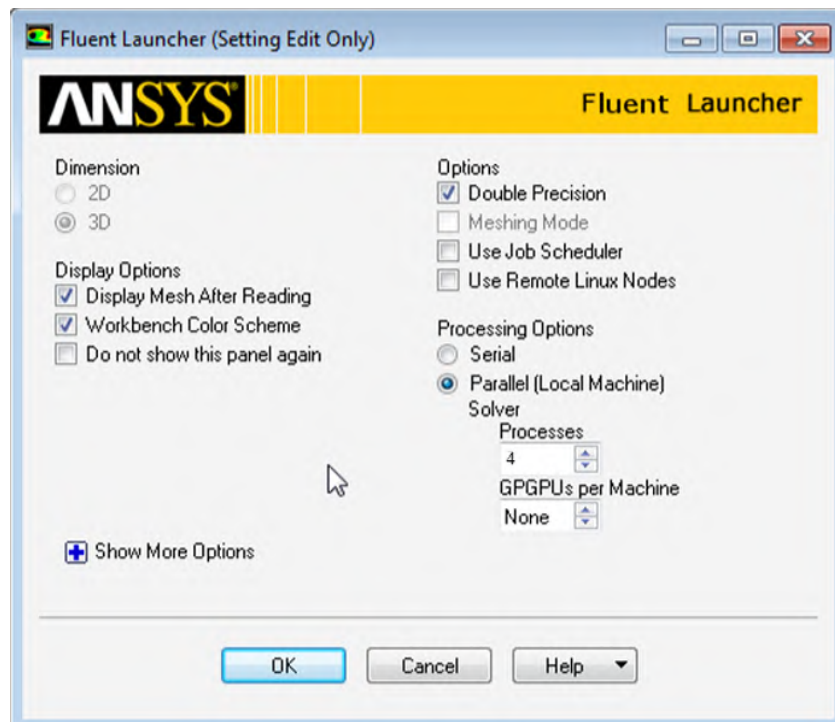 Fluent Launcher (Setting Edit Only)
ANSYS
Fluent Launcher
Dimension
2D
3D
Display Options
Display Mesh After Reading
Workbench Color Scheme
Do not show this panel again
Show More Options
Options
Double Precision
Meshing Mode
Use Job Scheduler
Use Remote Linux Nodes
Processing Options
Serial
Parallel (Local Machine)
Solver
Processes
4
GPGPUs per Machine
None
OK
Cancel
Help